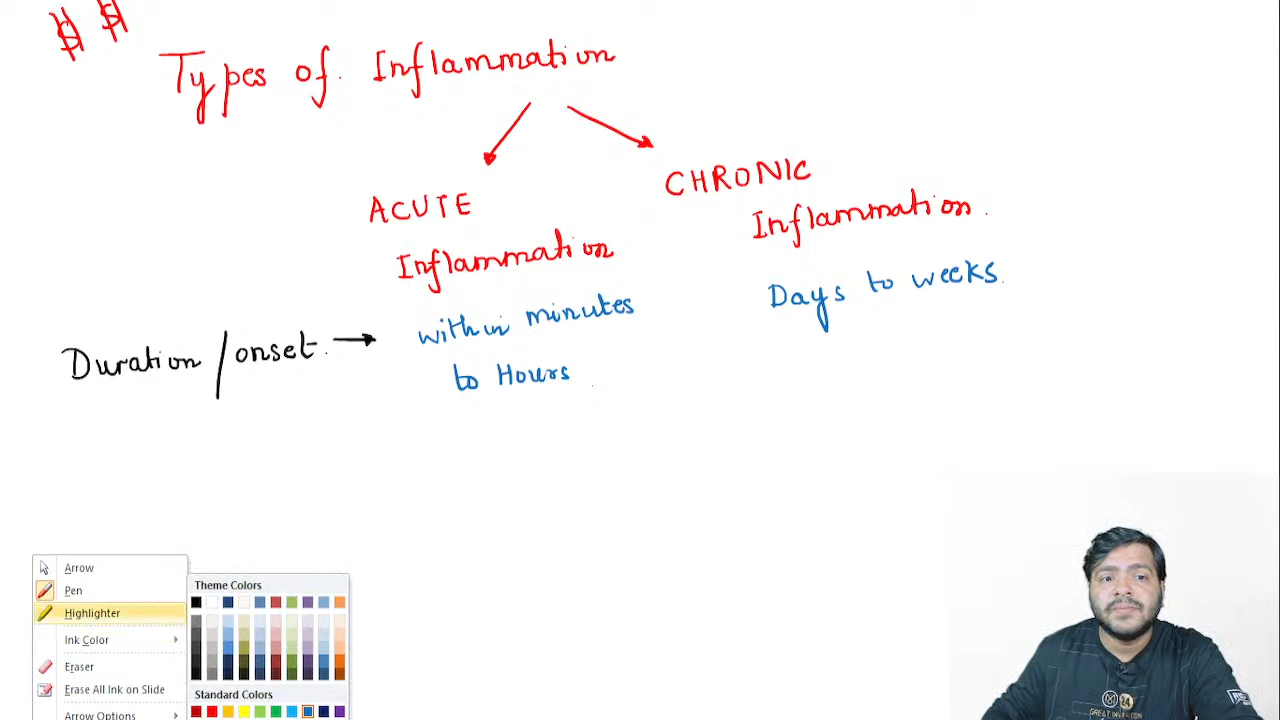 Types of Inflammation
ACUTE
Inflammation
CHRONIC
Inflammation.
Duration/onset. →
within minutes
to Hours
Days to weeks.
Arrow
Pen
Highlighter
Ink Color
Eraser
Erase All Ink on Slide
Arrow Options
Theme Colors
Standard Colors
24